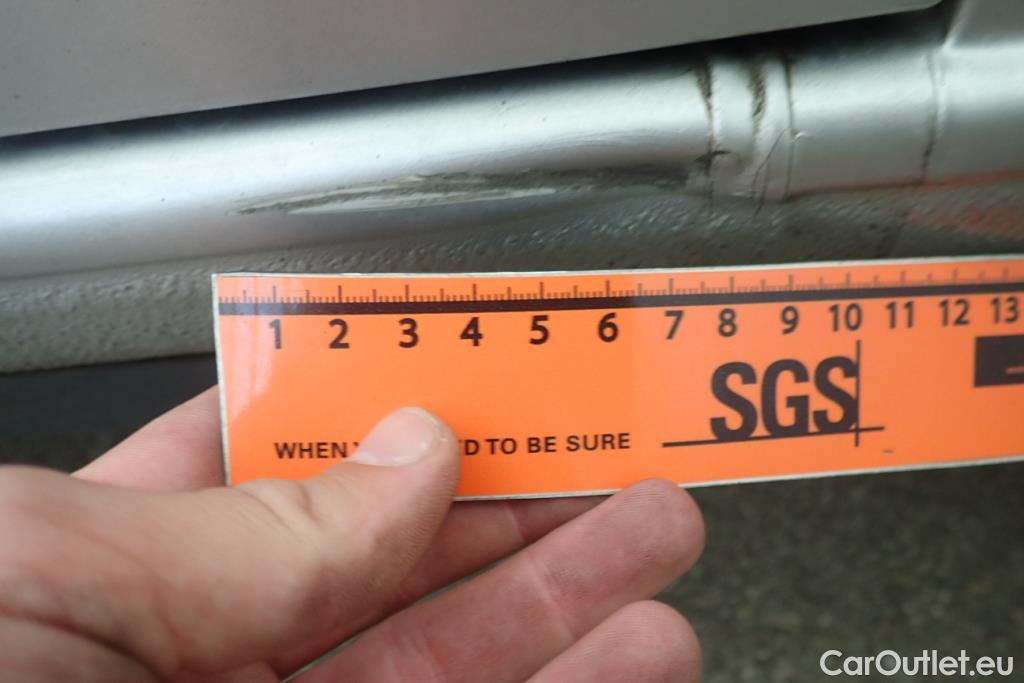 1 2 3 4 5 6 7 8 9 10 11 12 13
SGS
WHEN TO BE SURE
CarOutlet.eu